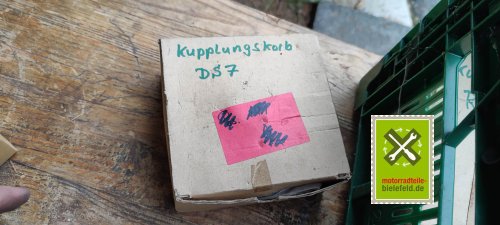 Kupplungskorb
DS7
motorradteile-
bielefeld.de